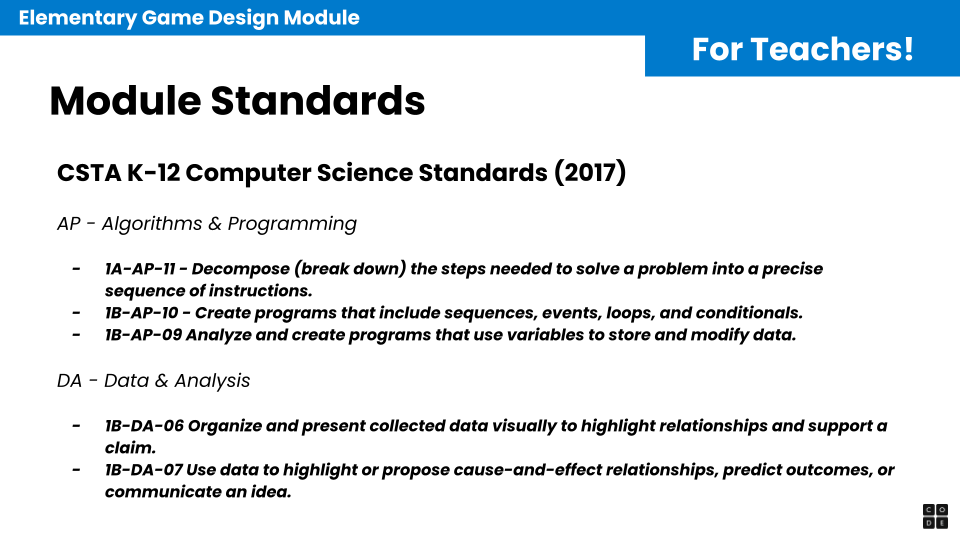 Elementary Game Design Module
For Teachers!
Module Standards
CSTA K-12 Computer Science Standards (2017)
AP - Algorithms & Programming
- 1A-AP-11 - Decompose (break down) the steps needed to solve a problem into a precise
sequence of instructions.
- 1B-AP-10 - Create programs that include sequences, events, loops, and conditionals.
- 1B-AP-09 Analyze and create programs that use variables to store and modify data.
DA - Data & Analysis
- 1B-DA-06 Organize and present collected data visually to highlight relationships and support a
claim.
- 1B-DA-07 Use data to highlight or propose cause-and-effect relationships, predict outcomes, or
communicate an idea.
C O
D E